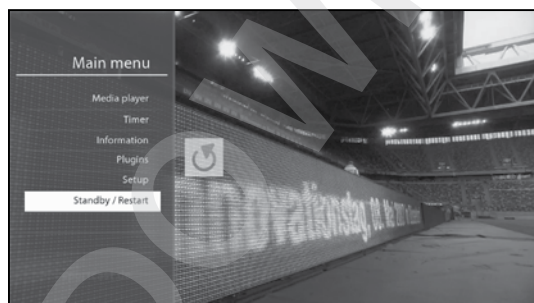 Main menu
Media player
Timer
Information
Plugins
Setup
Standby / Restart